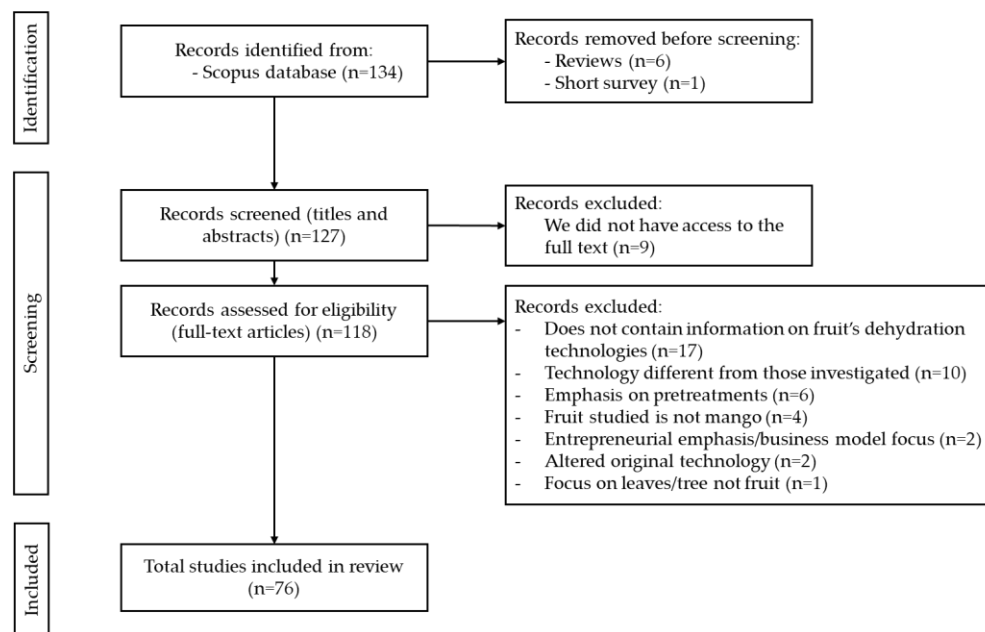 Identification
Records identified from:
- Scopus database (n=134)
Records removed before screening:
- Reviews (n=6)
- Short survey (n=1)
Screening
Records screened (titles and
abstracts) (n=127)
Records excluded:
We did not have access to the
full text (n=9)
Records assessed for eligibility
(full-text articles) (n=118)
Records excluded:
- Does not contain information on fruit's dehydration
technologies (n=17)
- Technology different from those investigated (n=10)
- Emphasis on pretreatments (n=6)
- Fruit studied is not mango (n=4)
- Entrepreneurial emphasis/business model focus (n=2)
- Altered original technology (n=2)
- Focus on leaves/tree not fruit (n=1)
Included
Total studies included in review
(n=76)